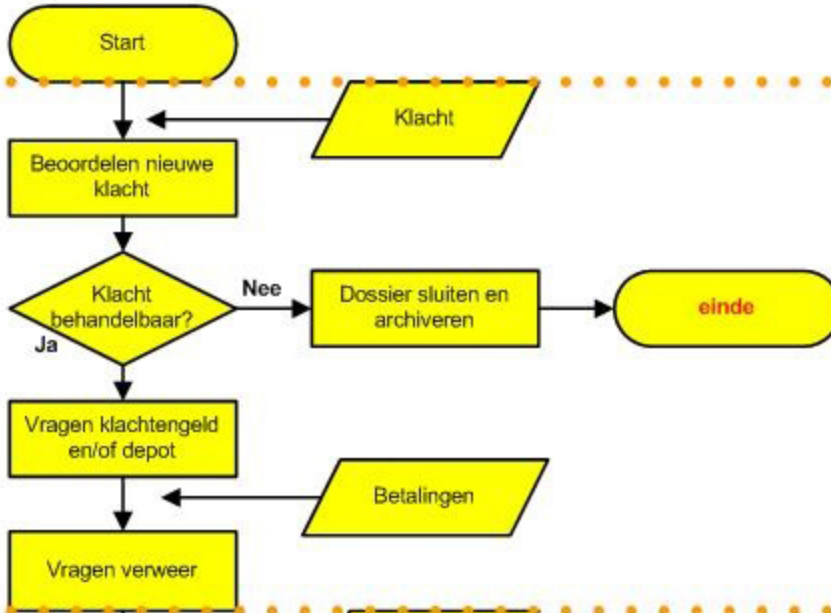 Start
Klacht
Beoordelen nieuwe
klacht
Klacht
behandelbaar?
Nee
Ja
Dossier sluiten en
archiveren
einde
Vragen klachtengeld
en/of depot
Betalingen
Vragen verweer